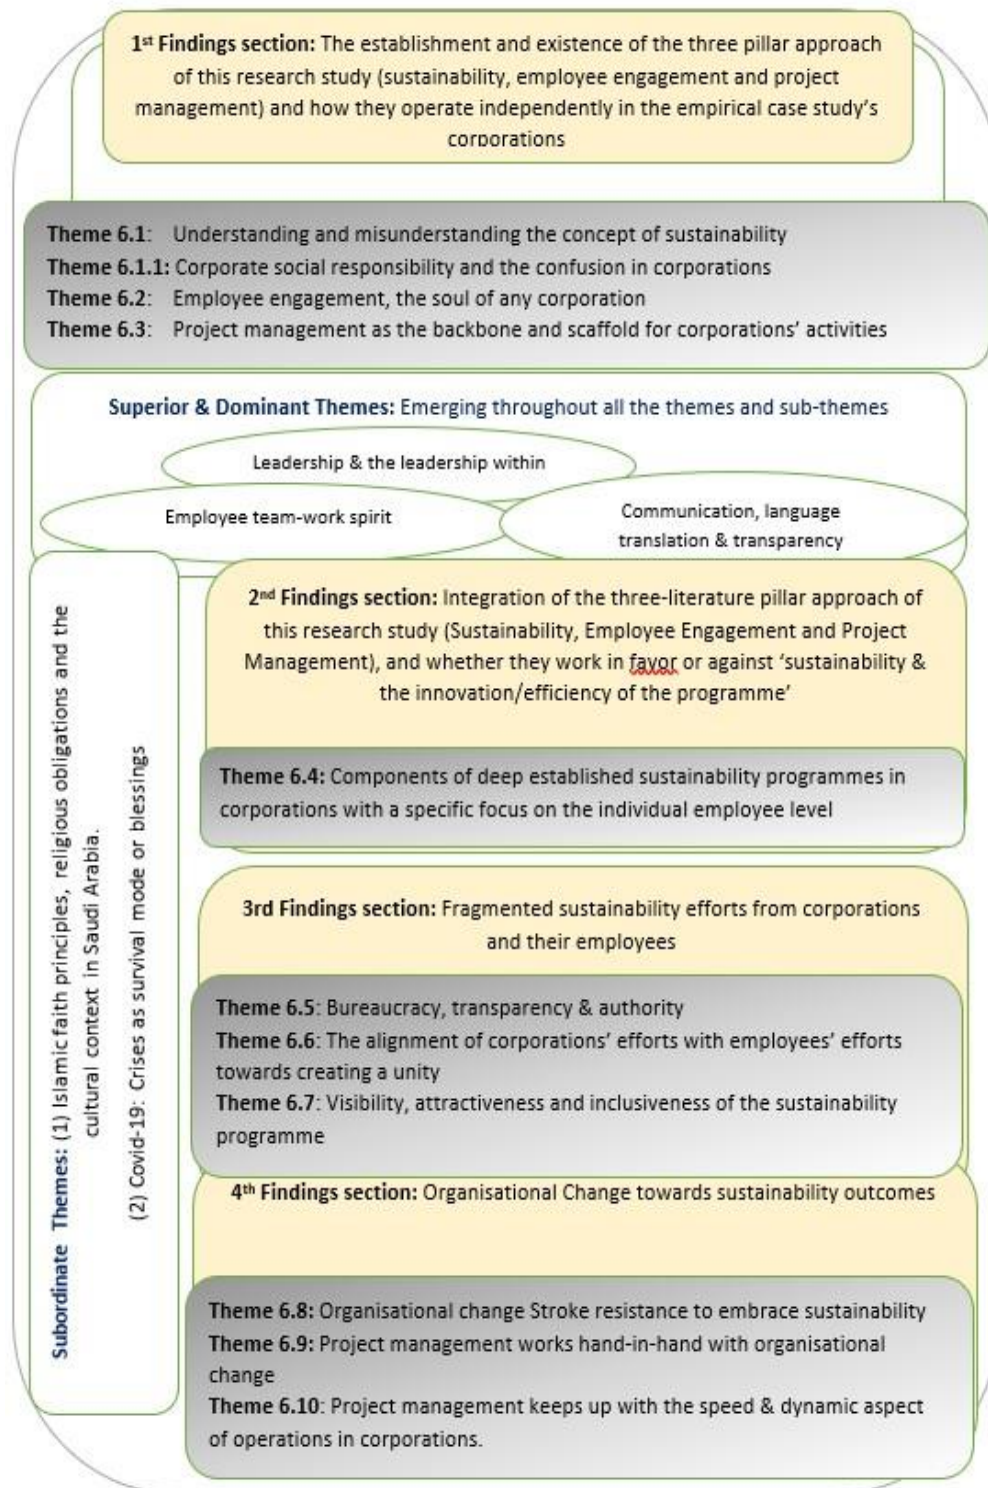 1st Findings section: The establishment and existence of the three pillar approach
of this research study (sustainability, employee engagement and project
management) and how they operate independently in the empirical case study's
corporations
Theme 6.1: Understanding and misunderstanding the concept of sustainability
Theme 6.1.1: Corporate social responsibility and the confusion in corporations
Theme 6.2: Employee engagement, the soul of any corporation
Theme 6.3: Project management as the backbone and scaffold for corporations' activities
Superior & Dominant Themes: Emerging throughout all the themes and sub-themes
Leadership & the leadership within
Employee team-work spirit
Communication, language
translation & transparency
Subordinate Themes: (1) Islamic faith principles, religious obligations and the
cultural context in Saudi Arabia.
(2) Covid-19: Crises as survival mode or blessings
2nd Findings section: Integration of the three-literature pillar approach of
this research study (Sustainability, Employee Engagement and Project
Management), and whether they work in favor or against 'sustainability &
the innovation/efficiency of the programme'
Theme 6.4: Components of deep established sustainability programmes in
corporations with a specific focus on the individual employee level
3rd Findings section: Fragmented sustainability efforts from corporations
and their employees
Theme 6.5: Bureaucracy, transparency & authority
Theme 6.6: The alignment of corporations' efforts with employees' efforts
towards creating a unity
Theme 6.7: Visibility, attractiveness and inclusiveness of the sustainability
programme
4th Findings section: Organisational Change towards sustainability outcomes
Theme 6.8: Organisational change Stroke resistance to embrace sustainability
Theme 6.9: Project management works hand-in-hand with organisational
change
Theme 6.10: Project management keeps up with the speed & dynamic aspect
of operations in corporations.